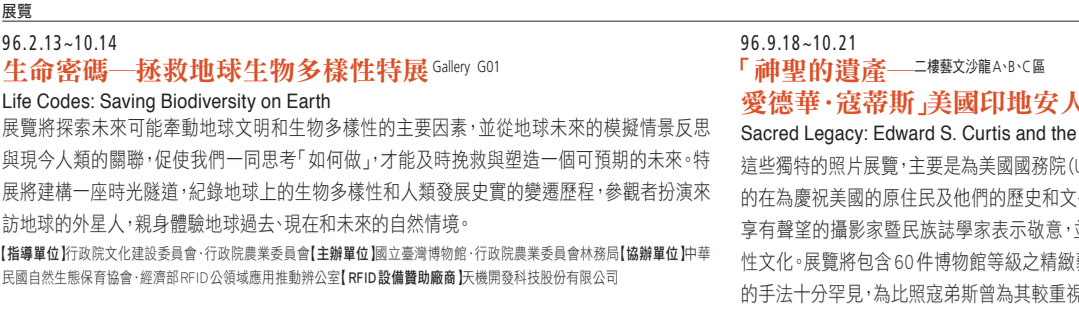 展覽
96.2.13~10.14
生命密碼—拯救地球生物多樣性特展 Gallery G01
Life Codes: Saving Biodiversity on Earth
展覽將探索未來可能牽動地球文明和生物多樣性的主要因素，並從地球未來的模擬情景反思
與現今人類的關聯，促使我們一同思考「如何做」，才能及時挽救與塑造一個可預期的未來。特
展將建構一座時光隧道，紀錄地球上的生物多樣性和人類發展史實的變遷歷程，參觀者扮演來
訪地球的外星人，親身體驗地球過去、現在和未來的自然情境。
【指導單位】行政院文化建設委員會·行政院農業委員會【主辦單位】國立臺灣博物館·行政院農業委員會林務局【協辦單位】中華
民國自然生態保育協會·經濟部RFID公領域應用推動辨公室【RFID設備贊助廠商】天機開發科技股份有限公司
96.9.18~10.21
「神聖的遺產—二樓藝文沙龍A、B、C區
愛德華·寇蒂斯」美國印地安人
Sacred Legacy: Edward S. Curtis and the
這些獨特的照片展覽，主要是為美國國務院（U
的在為慶祝美國的原住民及他們的歷史和文
享有聲望的攝影家暨民族誌學家表示敬意，並
性文化。展覽將包含60件博物館等級之精緻
的手法十分罕見，為比照寇弟斯曾為其較重視